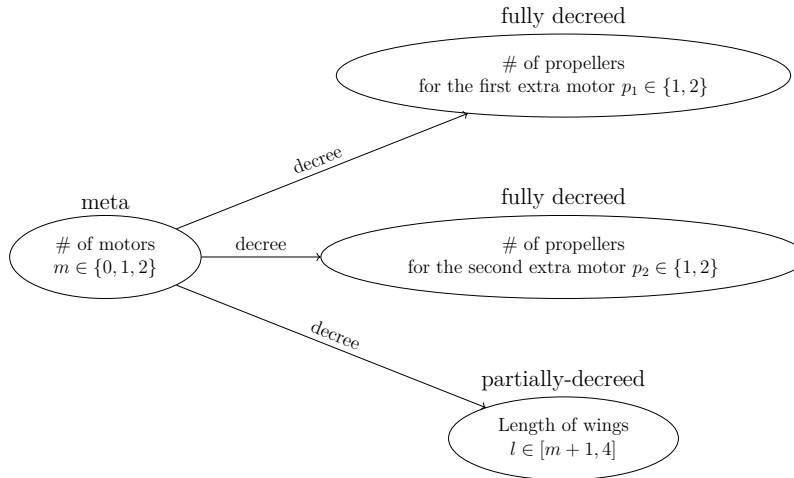 fully decreed
# of propellers
for the first extra motor p₁ ∈ {1, 2}
decree
meta
# of motors
m ∈ {0, 1, 2}
decree
fully decreed
# of propellers
for the second extra motor p₂ ∈ {1, 2}
decree
partially-decreed
Length of wings
l ∈ [m + 1, 4]